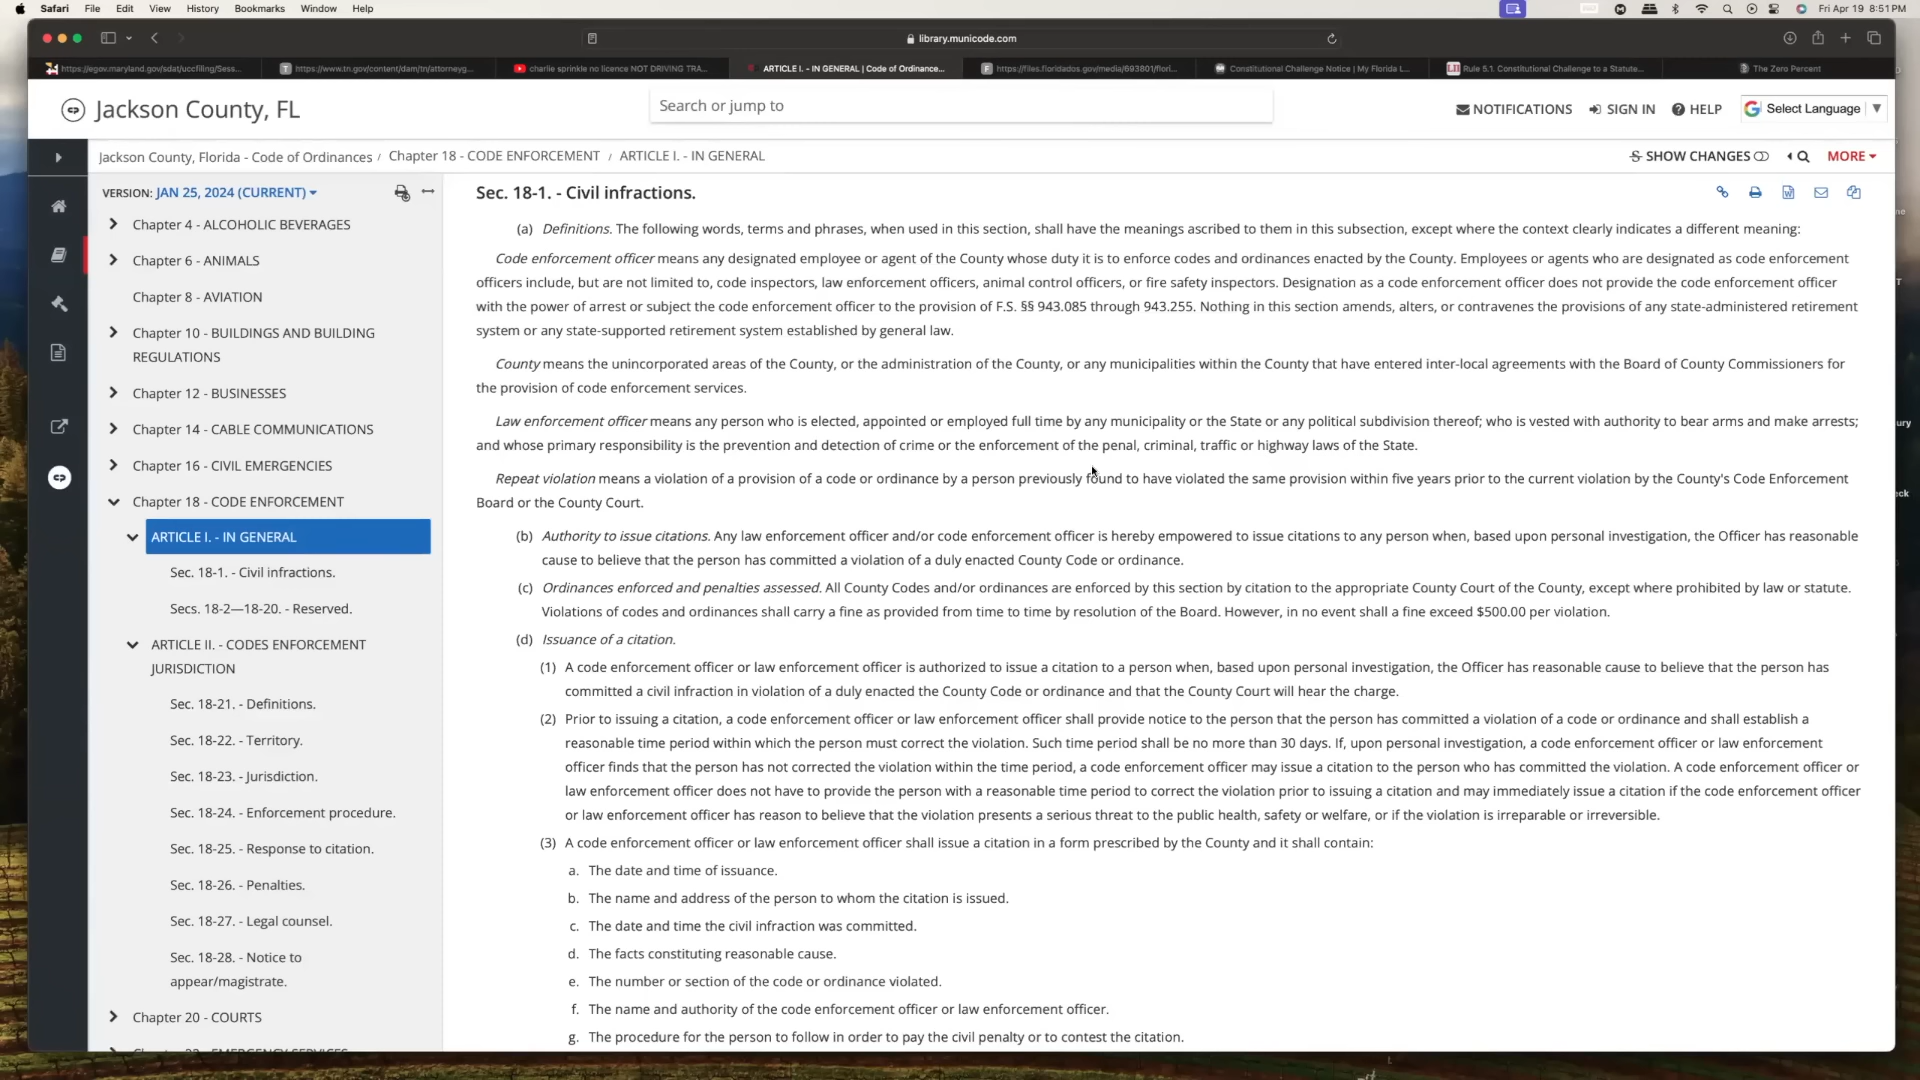 Safari File Edit View History Bookmarks Window Help Fri Apr 19 8:51 PM
library.municode.com
https://egov.maryland.gov/sdat/uccfiling/Sess... https://www.tn.gov/content/dam/tn/attorneyg... charlie sprinkle no licence NOT DRIVING TRA... ARTICLE I. - IN GENERAL | Code of Ordinance... https://files.floridados.gov/media/693801/flori... Constitutional Challenge Notice | My Florida L... Rule 5.1. Constitutional Challenge to a Statute... The Zero Percent
Jackson County, FL Search or jump to NOTIFICATIONS SIGN IN HELP Select Language
Jackson County, Florida - Code of Ordinances / Chapter 18 - CODE ENFORCEMENT / ARTICLE I. - IN GENERAL SHOW CHANGES MORE
VERSION: JAN 25, 2024 (CURRENT)
Chapter 4 - ALCOHOLIC BEVERAGES
Chapter 6 - ANIMALS
Chapter 8 - AVIATION
Chapter 10 - BUILDINGS AND BUILDING
REGULATIONS
Chapter 12 - BUSINESSES
Chapter 14 - CABLE COMMUNICATIONS
Chapter 16 - CIVIL EMERGENCIES
Chapter 18 - CODE ENFORCEMENT
ARTICLE I. - IN GENERAL
Sec. 18-1. - Civil infractions.
Secs. 18-2—18-20. - Reserved.
ARTICLE II. - CODES ENFORCEMENT
JURISDICTION
Sec. 18-21. - Definitions.
Sec. 18-22. - Territory.
Sec. 18-23. - Jurisdiction.
Sec. 18-24. - Enforcement procedure.
Sec. 18-25. - Response to citation.
Sec. 18-26. - Penalties.
Sec. 18-27. - Legal counsel.
Sec. 18-28. - Notice to
appear/magistrate.
Chapter 20 - COURTS
Sec. 18-1. - Civil infractions.
(a) Definitions. The following words, terms and phrases, when used in this section, shall have the meanings ascribed to them in this subsection, except where the context clearly indicates a different meaning:
Code enforcement officer means any designated employee or agent of the County whose duty it is to enforce codes and ordinances enacted by the County. Employees or agents who are designated as code enforcement
officers include, but are not limited to, code inspectors, law enforcement officers, animal control officers, or fire safety inspectors. Designation as a code enforcement officer does not provide the code enforcement officer
with the power of arrest or subject the code enforcement officer to the provision of F.S. §§ 943.085 through 943.255. Nothing in this section amends, alters, or contravenes the provisions of any state-administered retirement
system or any state-supported retirement system established by general law.
County means the unincorporated areas of the County, or the administration of the County, or any municipalities within the County that have entered inter-local agreements with the Board of County Commissioners for
the provision of code enforcement services.
Law enforcement officer means any person who is elected, appointed or employed full time by any municipality or the State or any political subdivision thereof; who is vested with authority to bear arms and make arrests;
and whose primary responsibility is the prevention and detection of crime or the enforcement of the penal, criminal, traffic or highway laws of the State.
Repeat violation means a violation of a provision of a code or ordinance by a person previously found to have violated the same provision within five years prior to the current violation by the County's Code Enforcement
Board or the County Court.
(b) Authority to issue citations. Any law enforcement officer and/or code enforcement officer is hereby empowered to issue citations to any person when, based upon personal investigation, the Officer has reasonable
cause to believe that the person has committed a violation of a duly enacted County Code or ordinance.
(c) Ordinances enforced and penalties assessed. All County Codes and/or ordinances are enforced by this section by citation to the appropriate County Court of the County, except where prohibited by law or statute.
Violations of codes and ordinances shall carry a fine as provided from time to time by resolution of the Board. However, in no event shall a fine exceed $500.00 per violation.
(d) Issuance of a citation.
(1) A code enforcement officer or law enforcement officer is authorized to issue a citation to a person when, based upon personal investigation, the Officer has reasonable cause to believe that the person has
committed a civil infraction in violation of a duly enacted the County Code or ordinance and that the County Court will hear the charge.
(2) Prior to issuing a citation, a code enforcement officer or law enforcement officer shall provide notice to the person that the person has committed a violation of a code or ordinance and shall establish a
reasonable time period within which the person must correct the violation. Such time period shall be no more than 30 days. If, upon personal investigation, a code enforcement officer or law enforcement
officer finds that the person has not corrected the violation within the time period, a code enforcement officer may issue a citation to the person who has committed the violation. A code enforcement officer or
law enforcement officer does not have to provide the person with a reasonable time period to correct the violation prior to issuing a citation and may immediately issue a citation if the code enforcement officer
or law enforcement officer has reason to believe that the violation presents a serious threat to the public health, safety or welfare, or if the violation is irreparable or irreversible.
(3) A code enforcement officer or law enforcement officer shall issue a citation in a form prescribed by the County and it shall contain:
a. The date and time of issuance.
b. The name and address of the person to whom the citation is issued.
c. The date and time the civil infraction was committed.
d. The facts constituting reasonable cause.
e. The number or section of the code or ordinance violated.
f. The name and authority of the code enforcement officer or law enforcement officer.
g. The procedure for the person to follow in order to pay the civil penalty or to contest the citation.